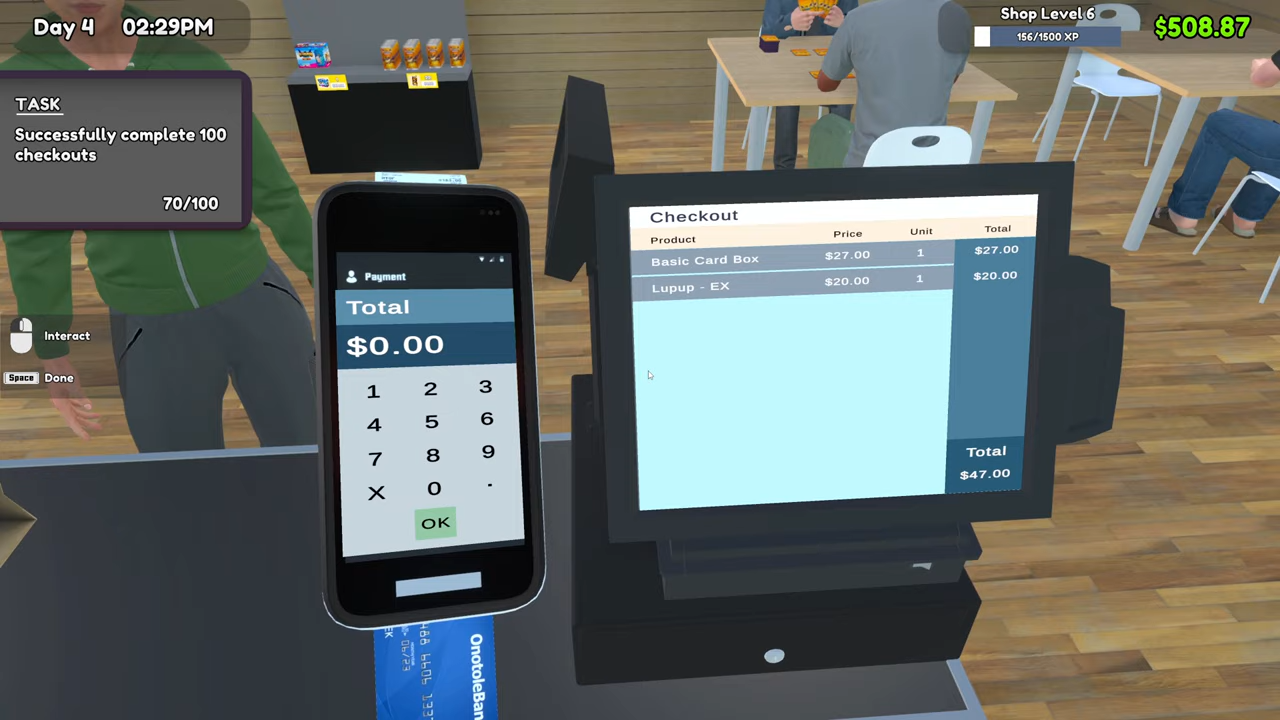 Day 4 02:29PM
Shop Level 6
156/1500 XP
$508.87
TASK
Successfully complete 100
checkouts
70/100
Interact
Space Done
Payment
Total
$0.00
1 2 3
4 5 6
7 8 9
X 0 .
OK
Checkout
Product Price Unit Total
Basic Card Box $27.00 1 $27.00
Lupup - EX $20.00 1 $20.00
Total
$47.00
OnotoleBan